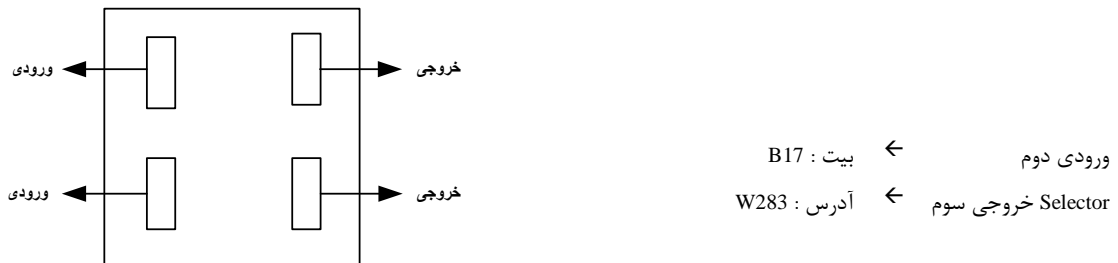 ورودی
خروجی
ورودی
خروجی
ورودی دوم ← بیت : B17
Selector خروجی سوم ← آدرس : W283